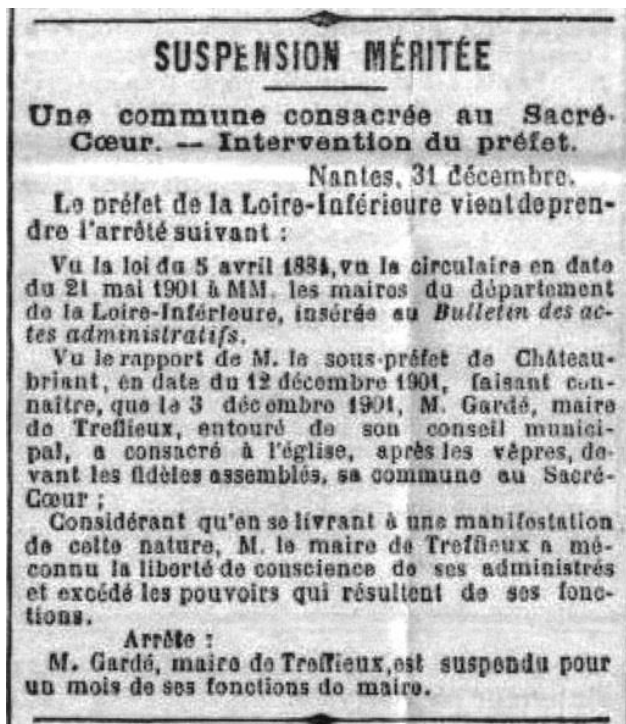 SUSPENSION MÉRITÉE
Une commune consacrée au Sacré-
Cœur. — Intervention du préfet.
Nantes, 31 décembre.
Le préfet de la Loire-Inférieure vient de pren-
dre l'arrêté suivant :
Vu la loi du 5 avril 1884, vu la circulaire en date
du 21 mai 1901 à MM. les maires du département
de la Loire-Inférieure, insérée au Bulletin des ac-
tes administratifs.
Vu le rapport de M. le sous-préfet de Château-
briant, en date du 12 décembre 1901, faisant con-
naître, que le 3 décembre 1901, M. Gardé, maire
de Treffieux, entouré de son conseil munici-
pal, a consacré à l'église, après les vêpres, de-
vant les fidèles assemblés, sa commune au Sacré-
Cœur ;
Considérant qu'en se livrant à une manifestation
de cette nature, M. le maire de Treffieux a mé-
connu la liberté de conscience de ses administrés
et excédé les pouvoirs qui résultent de ses fonc-
tions.
Arrête :
M. Gardé, maire de Treffieux, est suspendu pour
un mois de ses fonctions de maire.